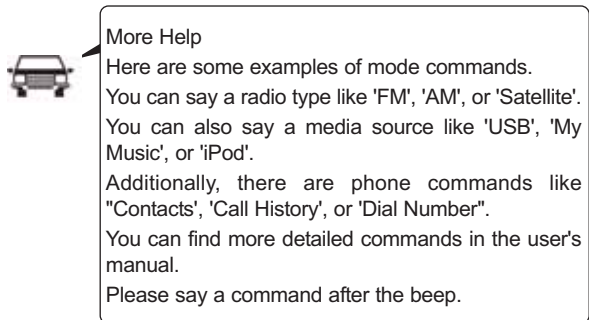 More Help
Here are some examples of mode commands.
You can say a radio type like 'FM', 'AM', or 'Satellite'.
You can also say a media source like 'USB', 'My
Music', or 'iPod'.
Additionally, there are phone commands like
"Contacts', 'Call History', or 'Dial Number".
You can find more detailed commands in the user's
manual.
Please say a command after the beep.